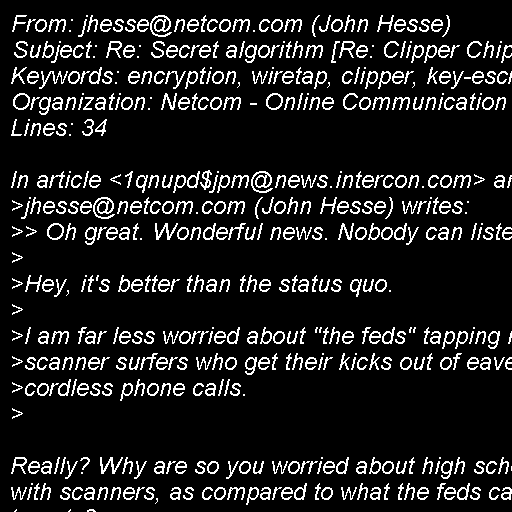 From: jhesse@netcom.com (John Hesse)
Subject: Re: Secret algorithm [Re: Clipper Chip
Keywords: encryption, wiretap, clipper, key-escr
Organization: Netcom - Online Communication
Lines: 34

In article <1qnupd$jpm@news.intercon.com> an
>jhesse@netcom.com (John Hesse) writes:
>> Oh great. Wonderful news. Nobody can liste
>
>Hey, it's better than the status quo.
>
>I am far less worried about "the feds" tapping
>scanner surfers who get their kicks out of eave
>cordless phone calls.
>

Really? Why are so you worried about high scho
with scanners, as compared to what the feds ca